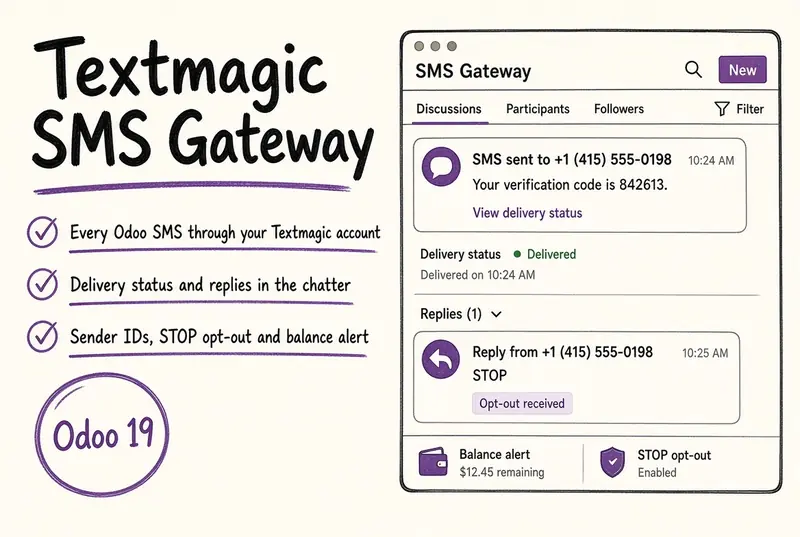 Textmagic
SMS Gateway
Every Odoo SMS through your Textmagic account
Delivery status and replies in the chatter
Sender IDs, STOP opt-out and balance alert
Odoo 19
SMS Gateway
New
Discussions
Participants
Followers
Filter
SMS sent to +1 (415) 555-0198
10:24 AM
Your verification code is 842613.
View delivery status
Delivery status
Delivered
Delivered on 10:24 AM
Replies (1)
Reply from +1 (415) 555-0198
10:25 AM
STOP
Opt-out received
Balance alert
$12.45 remaining
STOP opt-out
Enabled